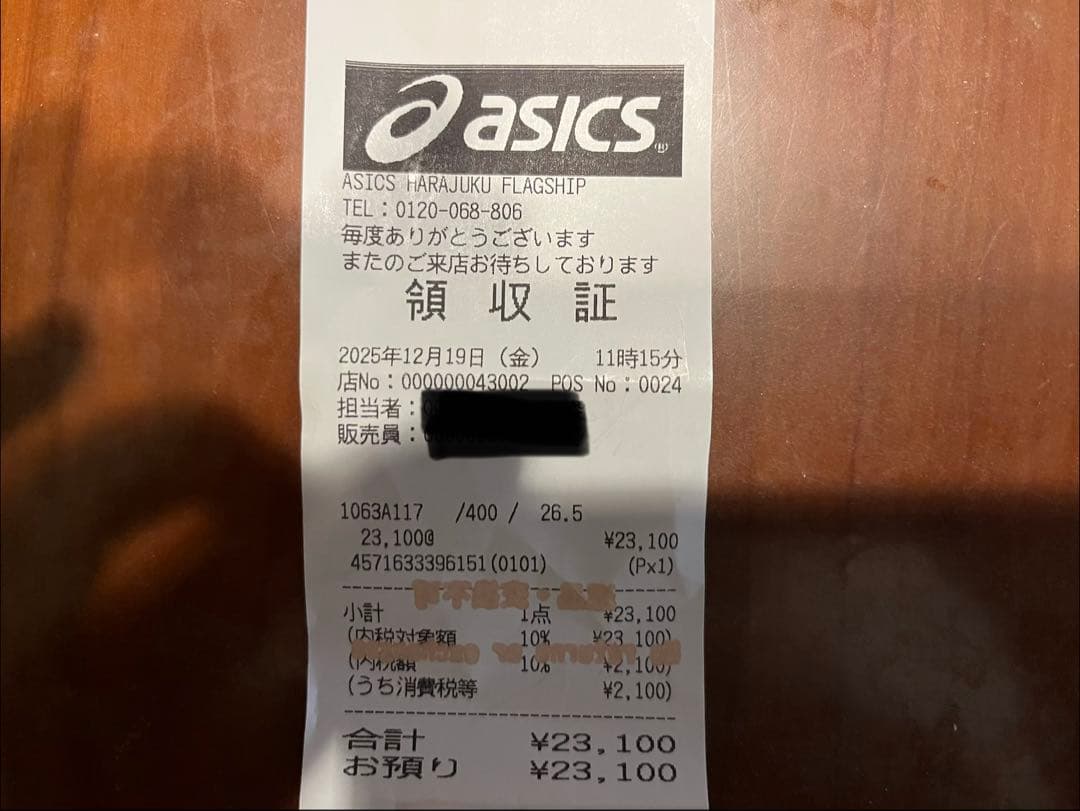 asics
ASICS HARAJUKU FLAGSHIP
TEL:0120-068-806
毎度ありがとうございます
またのご来店お待ちしております
領 収 証
2025年12月19日(金) 11時15分
店No:000000043002 POS No:0024
担当者:
販売員:
1063A117 /400 / 26.5
23,100@ ¥23,100
4571633396151(0101) (Px1)
小計 1点 ¥23,100
(内税対象額 10% ¥23,100)
(内税額 10% ¥2,100)
(うち消費税等 ¥2,100)
合計 ¥23,100
お預り ¥23,100